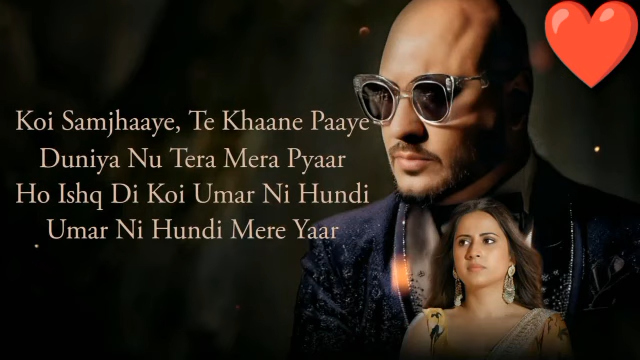 Koi Samjhaaye, Te Khaane Paaye
Duniya Nu Tera Mera Pyaar
Ho Ishq Di Koi Umar Ni Hundi
Umar Ni Hundi Mere Yaar